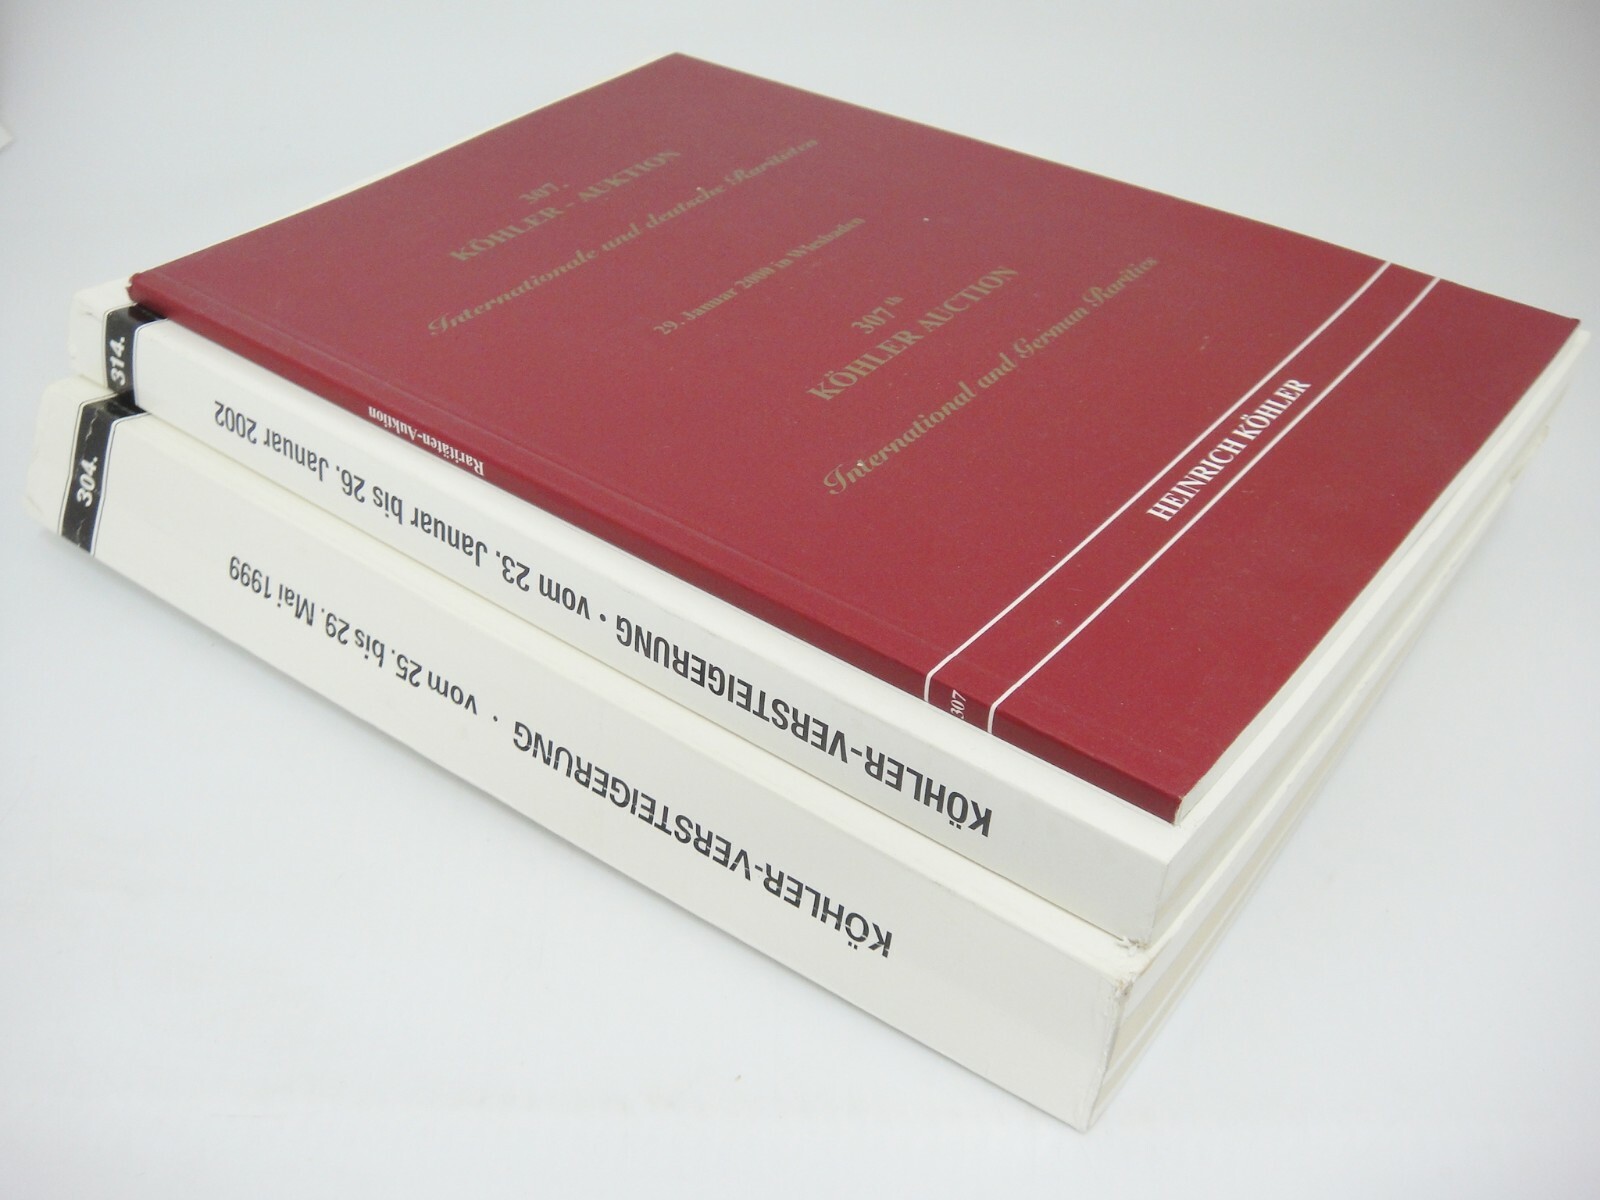 307.
KÖHLER - AUKTION
Internationale und deutsche Raritäten
29. Januar 2000 in Wiesbaden
307th
KÖHLER AUCTION
International and German Rarities
HEINRICH KÖHLER
307 Raritäten-Auktion
KÖHLER-VERSTEIGERUNG · vom 23. Januar bis 26. Januar 2002 314.
KÖHLER-VERSTEIGERUNG · vom 25. bis 29. Mai 1999 304.